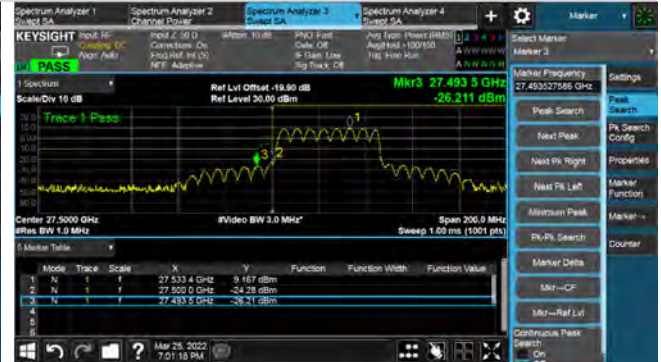 Spectrum Analyzer 1
Swept SA
Spectrum Analyzer 2
Channel Power
Spectrum Analyzer 3
Swept SA
Spectrum Analyzer 4
Swept SA
Marker
KEYSIGHT
Input: RF
Coupling: DC
Align: Auto
Input Z: 50 Ω
Corrections: On
Freq Ref: Int (S)
NFE: Adaptive
#Atten: 10 dB
PNO: Fast
Gate: Off
IF Gain: Low
Sig Track: Off
Avg Type: Power (RMS)
Avg|Hold: >100/100
Trig: Free Run
PASS
1 Spectrum
Scale/Div 10 dB
Ref Lvl Offset -19.90 dB
Ref Level 30.00 dBm
Mkr3 27.493 5 GHz
-26.211 dBm
Trace 1 Pass
1
3
2
Center 27.5000 GHz
#Res BW 1.0 MHz
#Video BW 3.0 MHz*
Span 200.0 MHz
Sweep 1.00 ms (1001 pts)
5 Marker Table
Mode Trace Scale X Y Function Function Width Function Value
1 N 1 f 27.533 4 GHz 9.167 dBm
2 N 1 f 27.500 0 GHz -24.28 dBm
3 N 1 f 27.493 5 GHz -26.21 dBm
4
5
6
Mar 25, 2022
7:01:18 PM
Select Marker
Marker 3
Marker Frequency
27.493527586 GHz
Peak Search
Next Peak
Next Pk Right
Next Pk Left
Minimum Peak
Pk-Pk Search
Marker Delta
Mkr→CF
Mkr→Ref Lvl
Continuous Peak
Search
On
Settings
Peak
Search
Pk Search
Config
Properties
Marker
Function
Marker→
Counter